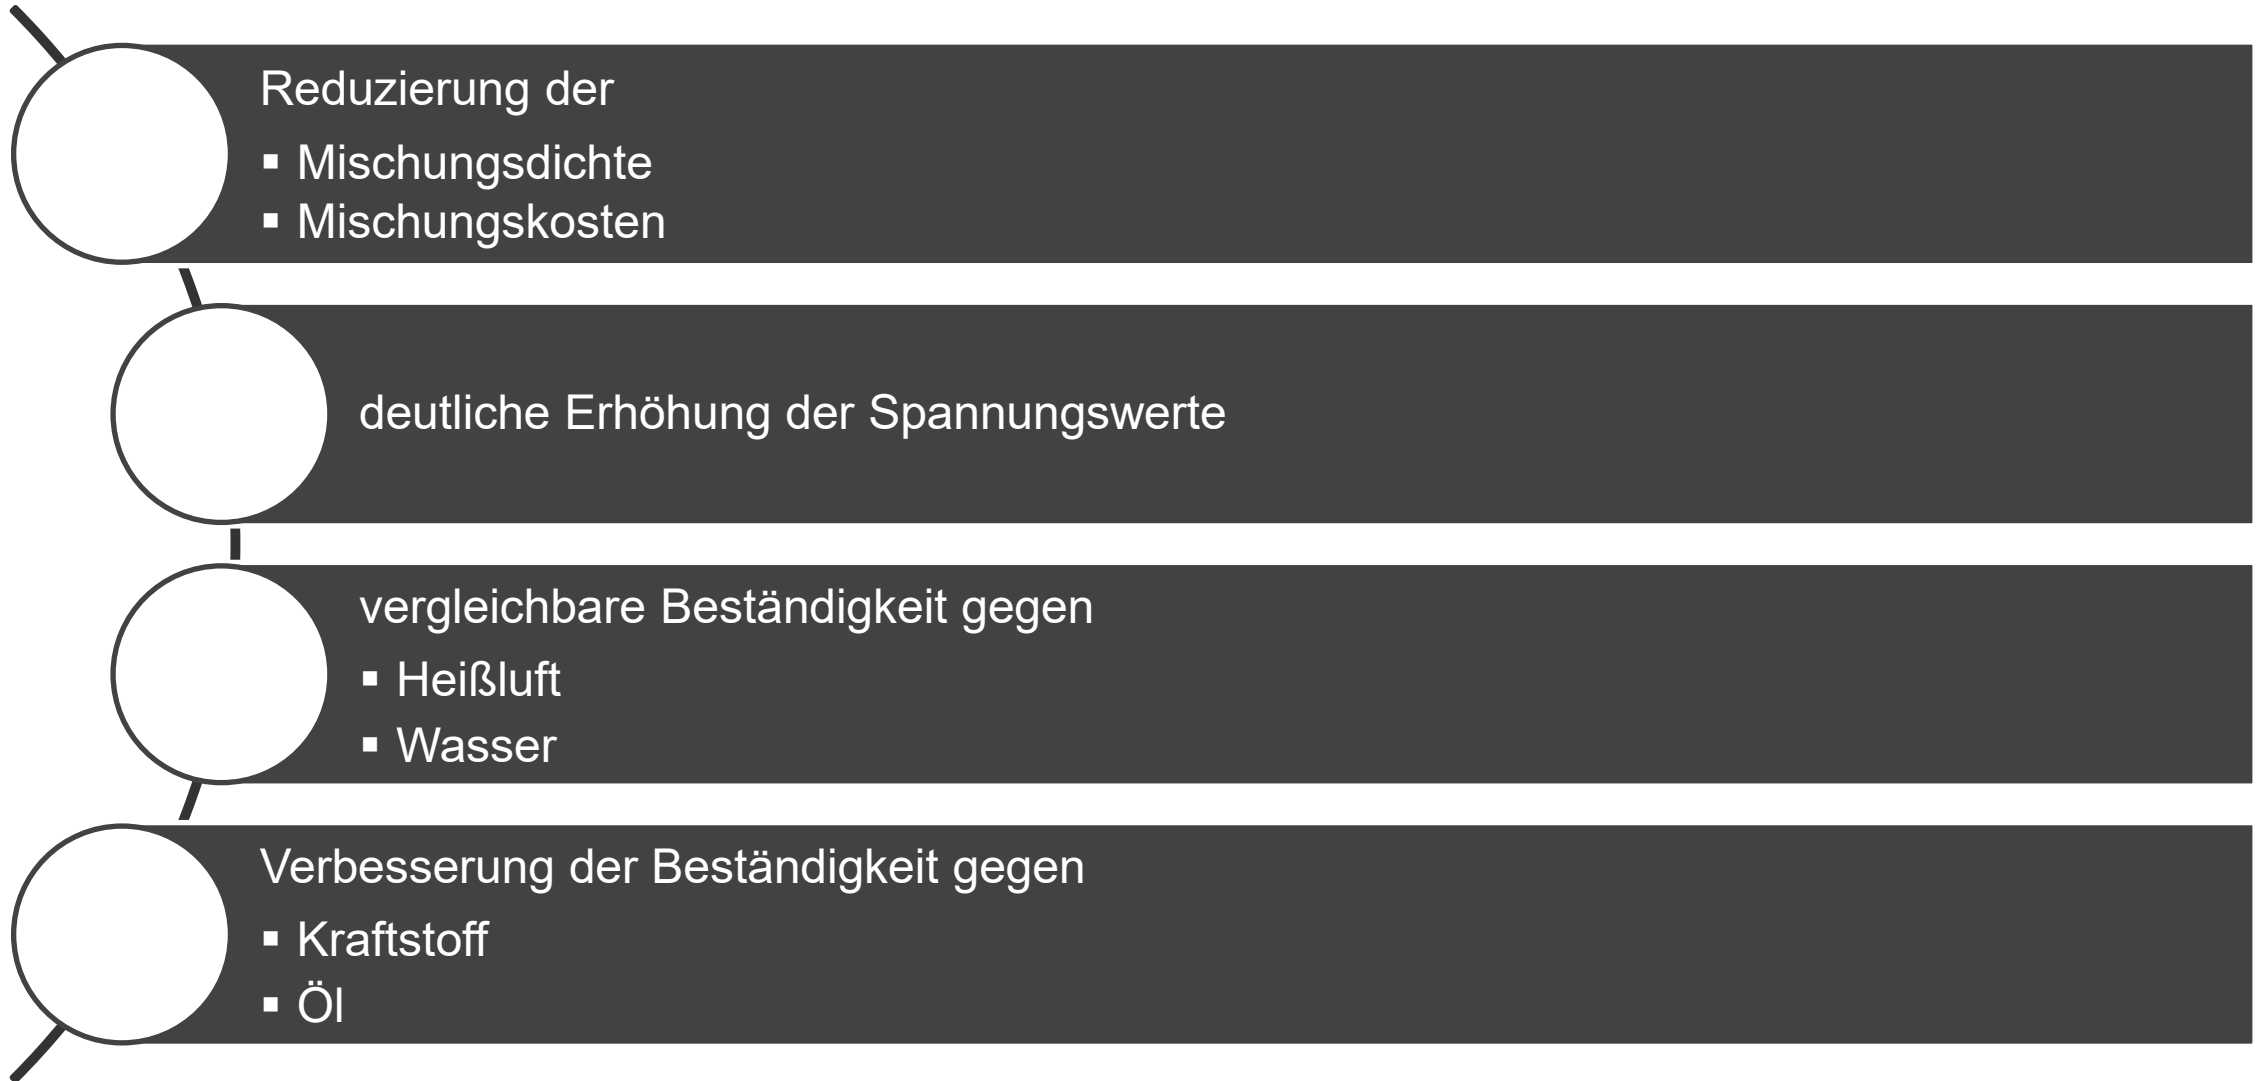 Reduzierung der
▪ Mischungsdichte
▪ Mischungskosten
deutliche Erhöhung der Spannungswerte
vergleichbare Beständigkeit gegen
▪ Heißluft
▪ Wasser
Verbesserung der Beständigkeit gegen
▪ Kraftstoff
▪ Öl